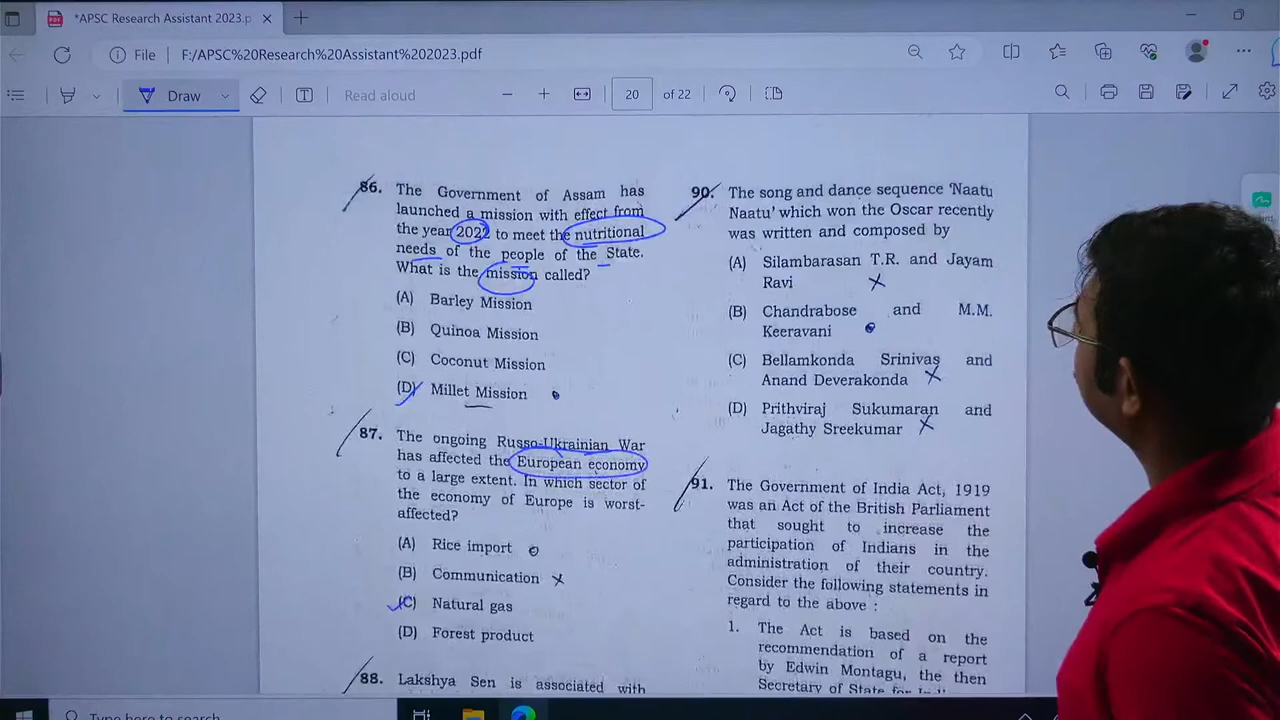 *APSC Research Assistant 2023.p
File F:/APSC%20Research%20Assistant%202023.pdf
Draw Read aloud 20 of 22
86. The Government of Assam has
launched a mission with effect from
the year 2022 to meet the nutritional
needs of the people of the State.
What is the mission called?
(A) Barley Mission
(B) Quinoa Mission
(C) Coconut Mission
(D) Millet Mission
87. The ongoing Russo-Ukrainian War
has affected the European economy
to a large extent. In which sector of
the economy of Europe is worst-
affected?
(A) Rice import
(B) Communication
(C) Natural gas
(D) Forest product
88. Lakshya Sen is associated with
90. The song and dance sequence ‘Naatu
Naatu’ which won the Oscar recently
was written and composed by
(A) Silambarasan T.R. and Jayam
Ravi
(B) Chandrabose and M.M.
Keeravani
(C) Bellamkonda Srinivas and
Anand Deverakonda
(D) Prithviraj Sukumaran and
Jagathy Sreekumar
91. The Government of India Act, 1919
was an Act of the British Parliament
that sought to increase the
participation of Indians in the
administration of their country.
Consider the following statements in
regard to the above :
1. The Act is based on the
recommendation of a report
by Edwin Montagu, the then
Secretary of State for
Type here to search